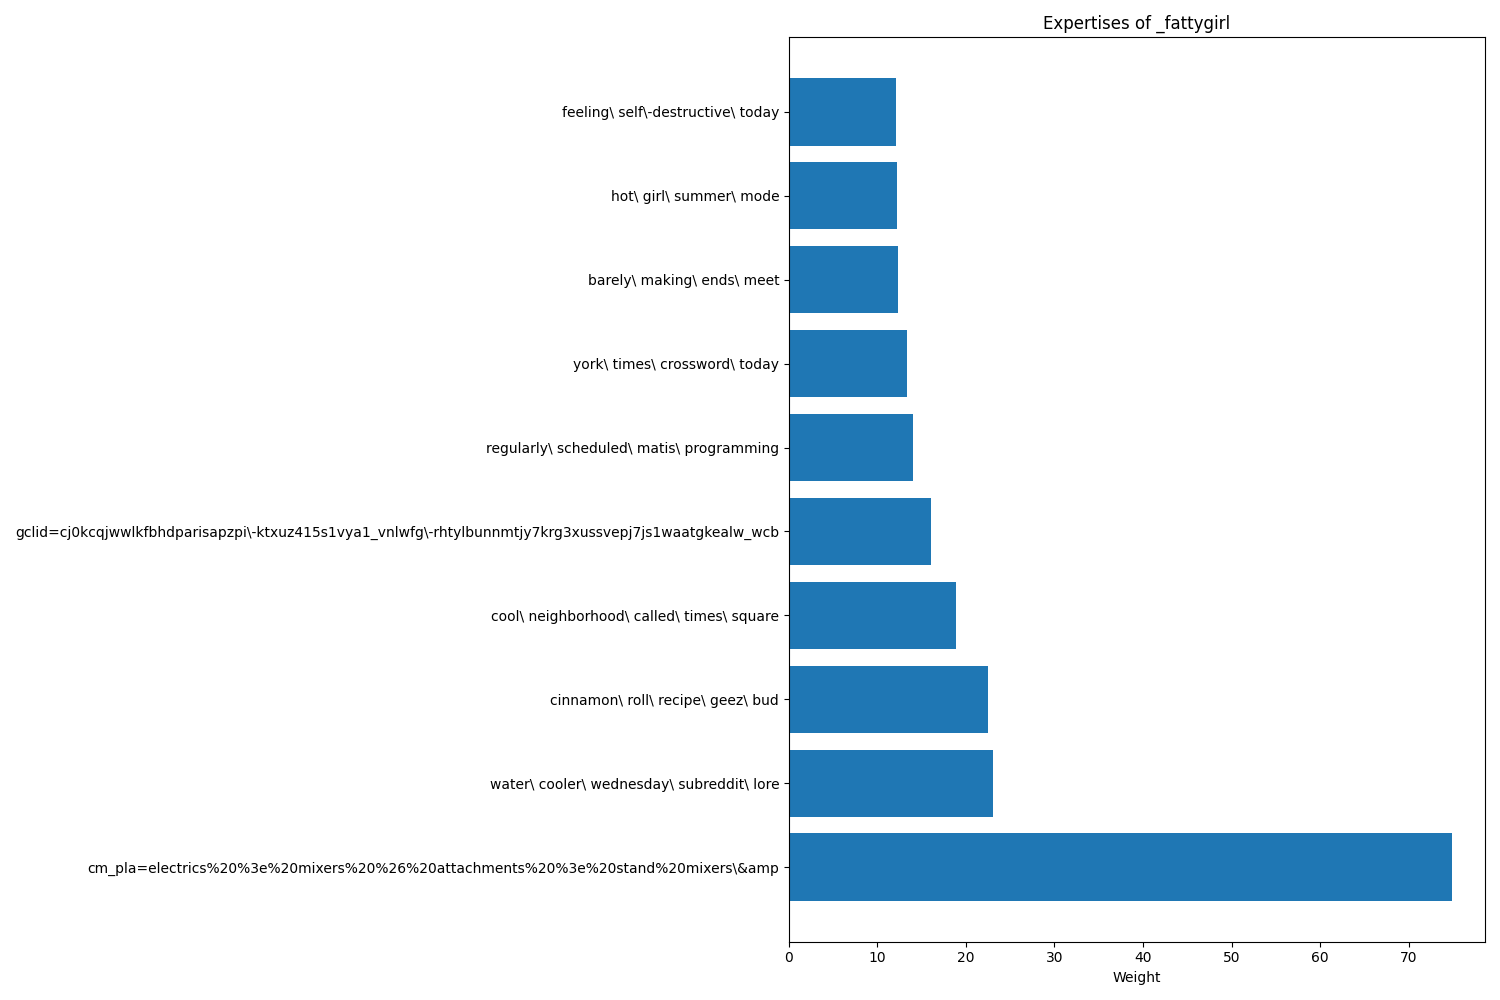 Expertises of _fattygirl
feeling\ self\-destructive\ today
hot\ girl\ summer\ mode
barely\ making\ ends\ meet
york\ times\ crossword\ today
regularly\ scheduled\ matis\ programming
gclid=cj0kcqjwwlkfbhdparisapzpi\-ktxuz415s1vya1_vnlwfg\-rhtylbunnmtjy7krg3xussvepj7js1waatgkealw_wcb
cool\ neighborhood\ called\ times\ square
cinnamon\ roll\ recipe\ geez\ bud
water\ cooler\ wednesday\ subreddit\ lore
cm_pla=electrics%20%3e%20mixers%20%26%20attachments%20%3e%20stand%20mixers\&amp
0 10 20 30 40 50 60 70
Weight